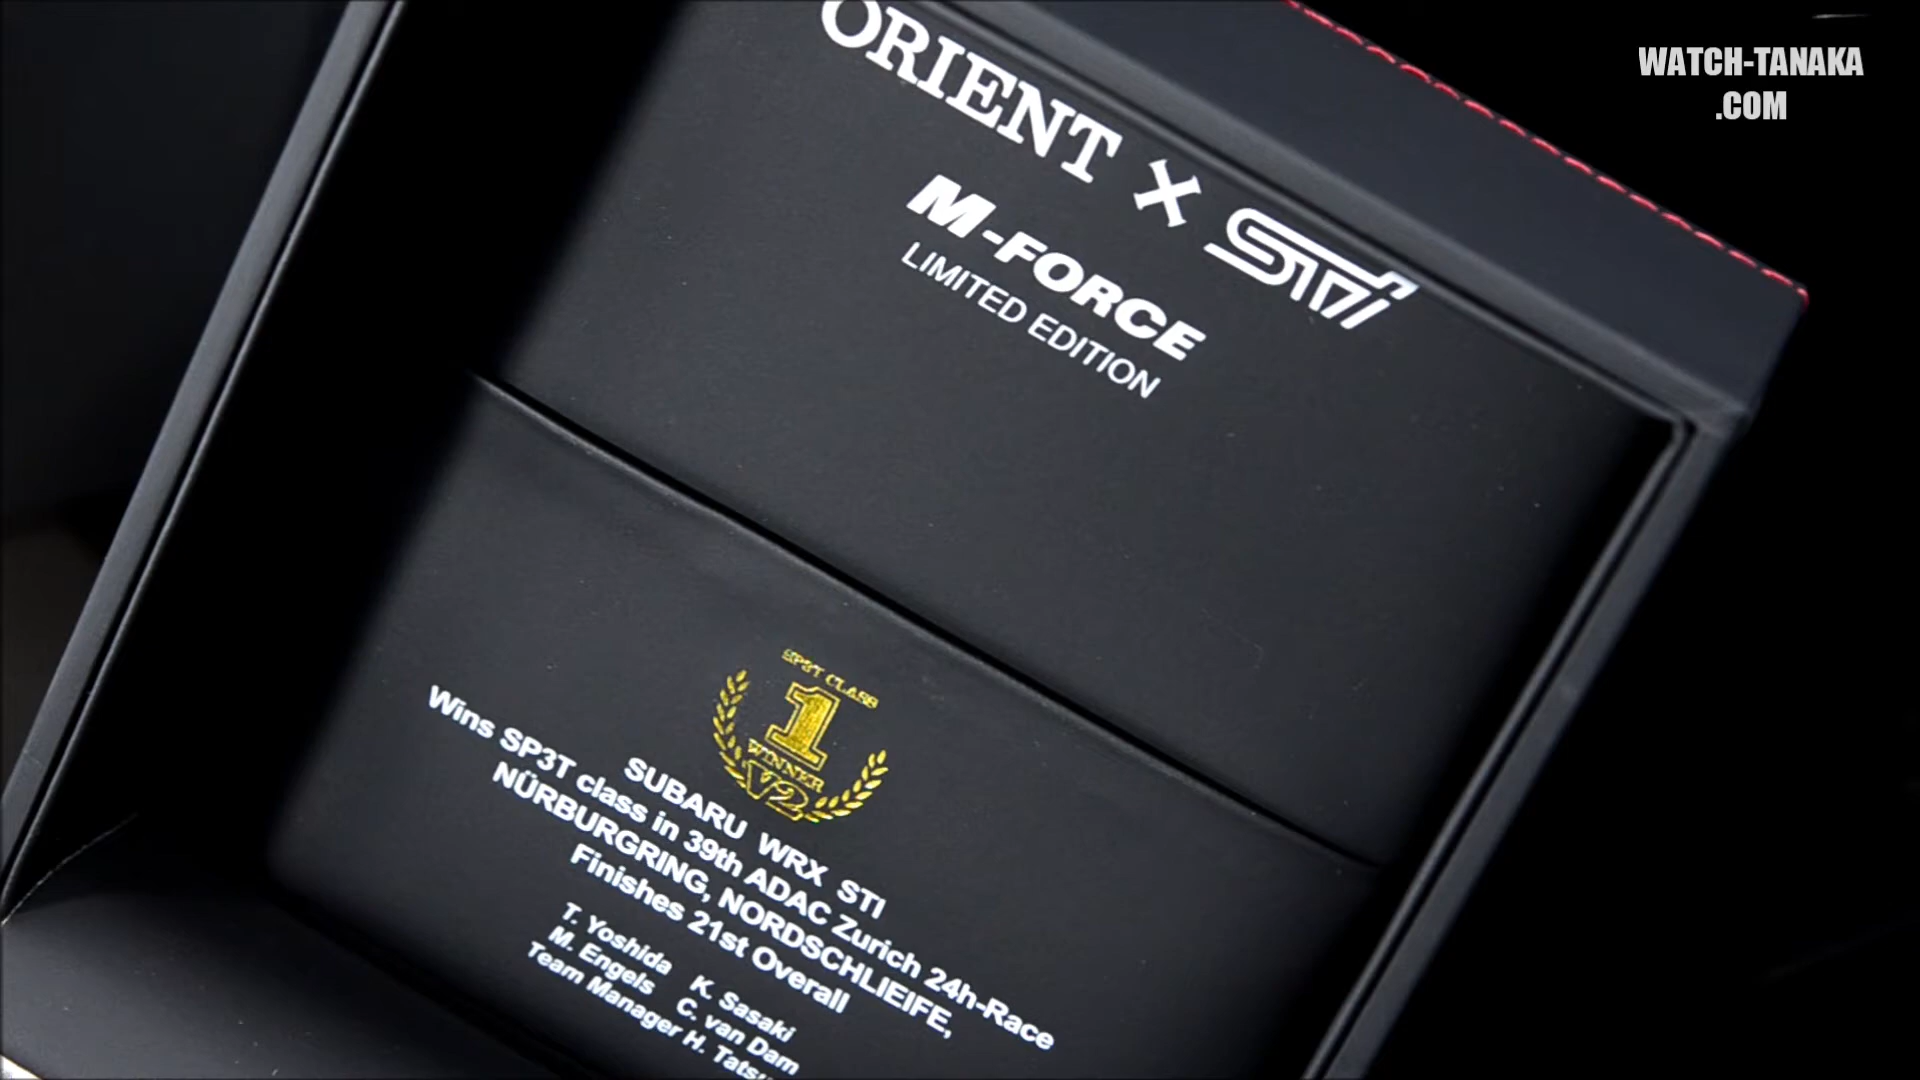 WATCH-TANAKA
.COM
ORIENT × STi
M-FORCE
LIMITED EDITION
SP3T CLASS
1
WINNER
V2
SUBARU WRX STI
Wins SP3T class in 39th ADAC Zurich 24h-Race
NÜRBURGRING, NORDSCHLIEIFE,
Finishes 21st Overall
T. Yoshida K. Sasaki
M. Engels C. van Dam
Team Manager H.